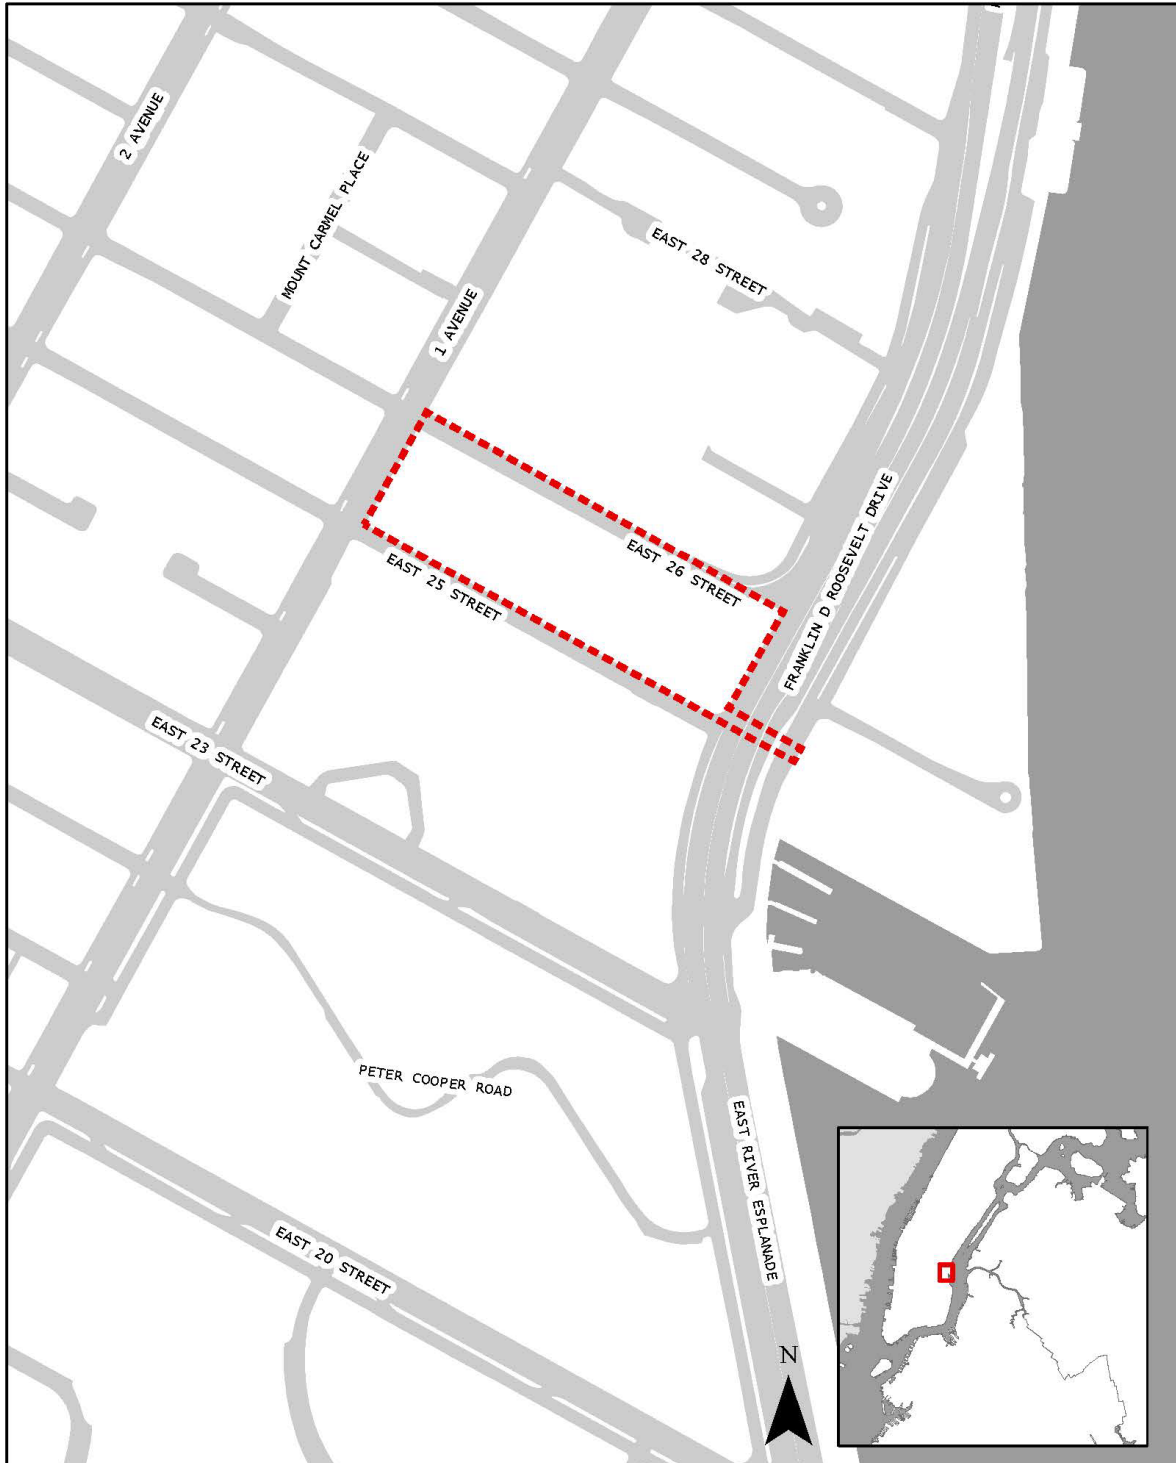 2 AVENUE
MOUNT CARMEL PLACE
EAST 28 STREET
1 AVENUE
FRANKLIN D ROOSEVELT DRIVE
EAST 26 STREET
EAST 25 STREET
EAST 23 STREET
PETER COOPER ROAD
EAST RIVER ESPLANADE
EAST 20 STREET
N